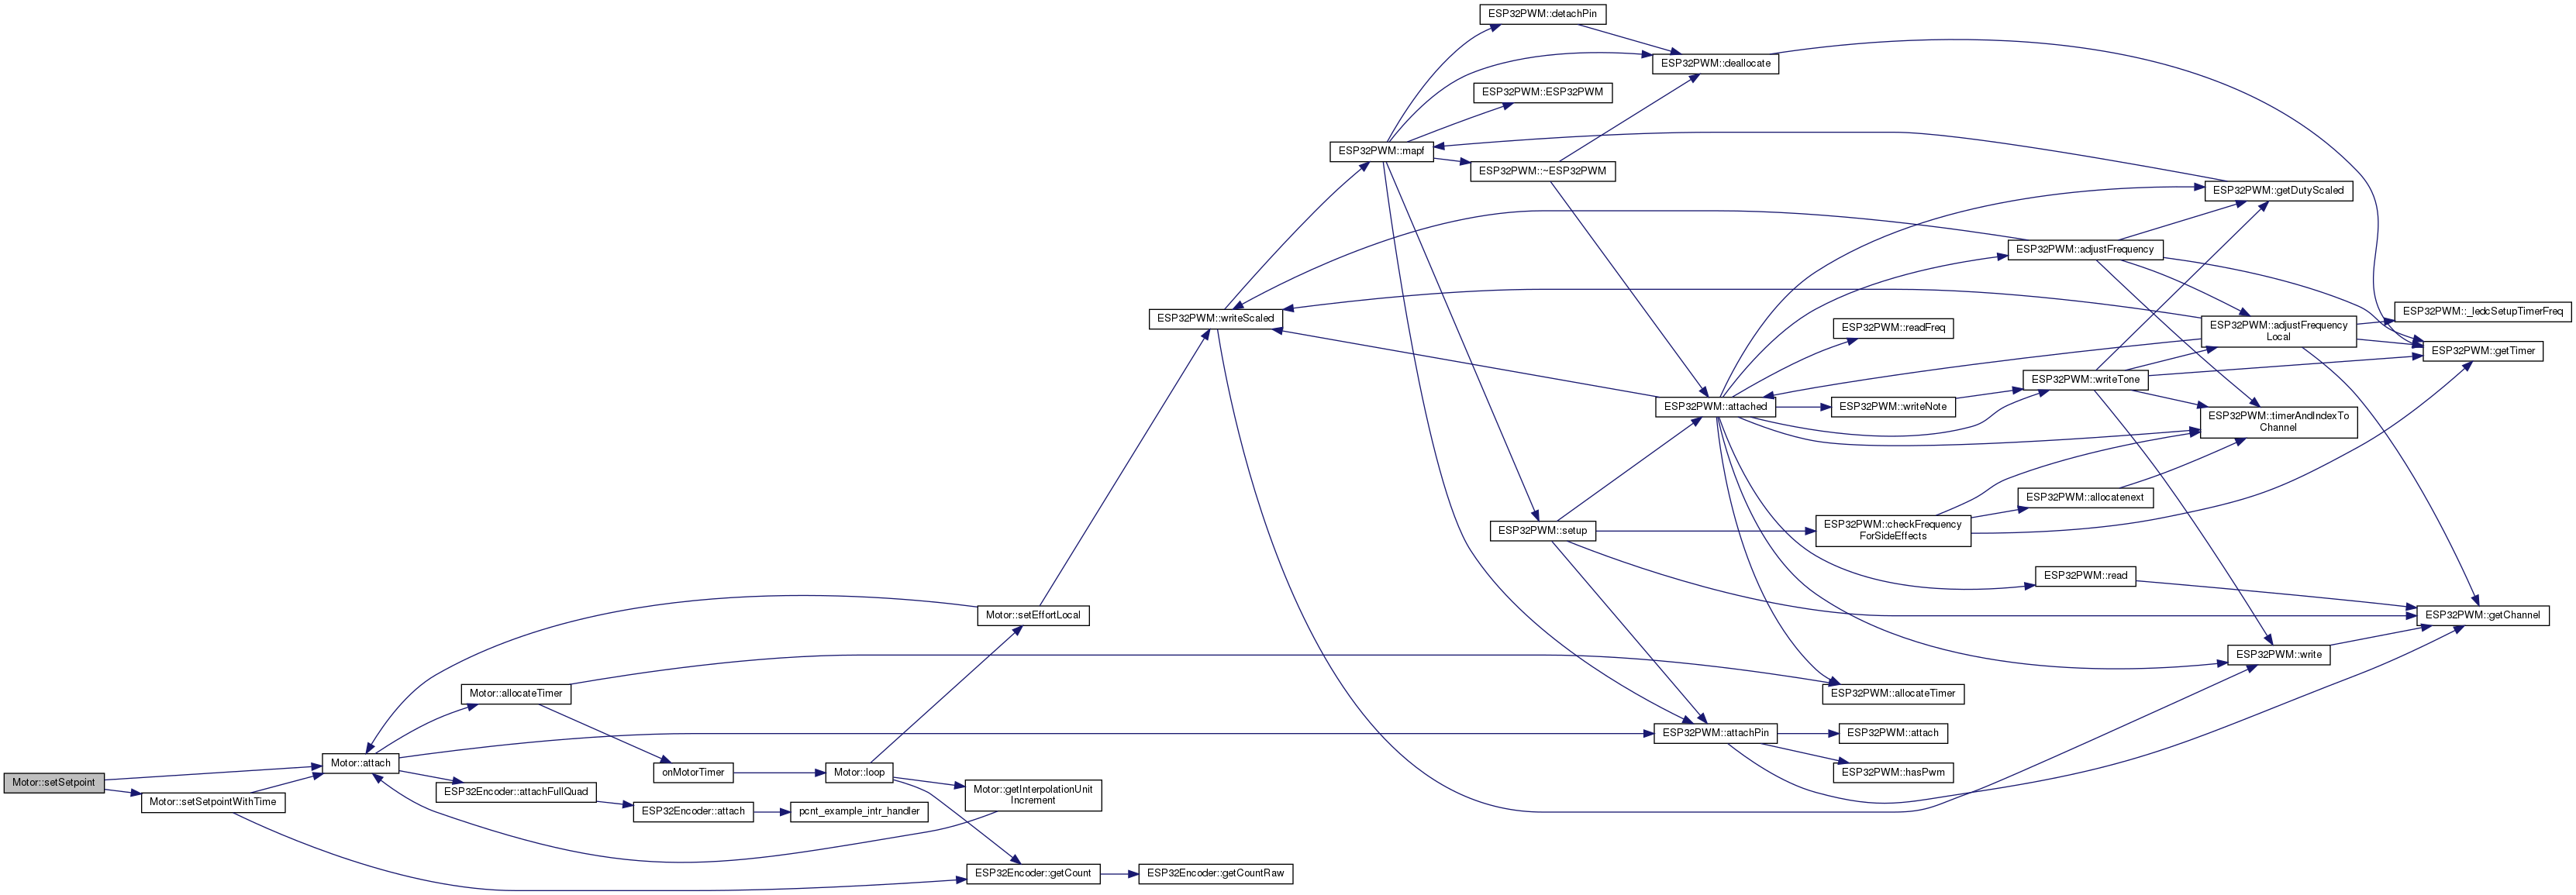 ESP32PWM::detachPin
ESP32PWM::deallocate
ESP32PWM::ESP32PWM
ESP32PWM::mapf
ESP32PWM::~ESP32PWM
ESP32PWM::getDutyScaled
ESP32PWM::adjustFrequency
ESP32PWM::_ledcSetupTimerFreq
ESP32PWM::writeScaled
ESP32PWM::readFreq
ESP32PWM::adjustFrequency
Local
ESP32PWM::getTimer
ESP32PWM::writeTone
ESP32PWM::attached
ESP32PWM::writeNote
ESP32PWM::timerAndIndexTo
Channel
ESP32PWM::allocatenext
ESP32PWM::setup
ESP32PWM::checkFrequency
ForSideEffects
ESP32PWM::read
Motor::setEffortLocal
ESP32PWM::getChannel
ESP32PWM::write
Motor::allocateTimer
ESP32PWM::allocateTimer
ESP32PWM::attachPin
ESP32PWM::attach
Motor::attach
onMotorTimer
Motor::loop
ESP32PWM::hasPwm
Motor::setSetpoint
ESP32Encoder::attachFullQuad
Motor::getInterpolationUnit
Increment
Motor::setSetpointWithTime
ESP32Encoder::attach
pcnt_example_intr_handler
ESP32Encoder::getCount
ESP32Encoder::getCountRaw